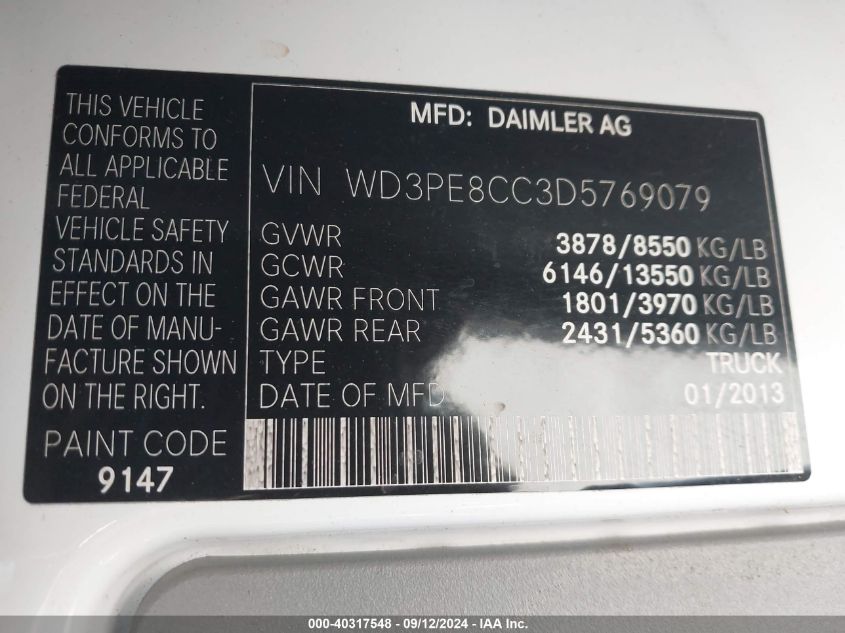 THIS VEHICLE
CONFORMS TO
ALL APPLICABLE
FEDERAL
VEHICLE SAFETY
STANDARDS IN
EFFECT ON THE
DATE OF MANU-
FACTURE SHOWN
ON THE RIGHT.
PAINT CODE
9147
MFD: DAIMLER AG
VIN WD3PE8CC3D5769079
GVWR 3878/8550 KG/LB
GCWR 6146/13550 KG/LB
GAWR FRONT 1801/3970 KG/LB
GAWR REAR 2431/5360 KG/LB
TYPE TRUCK
DATE OF MFD 01/2013
000-40317548 - 09/12/2024 - IAA Inc.